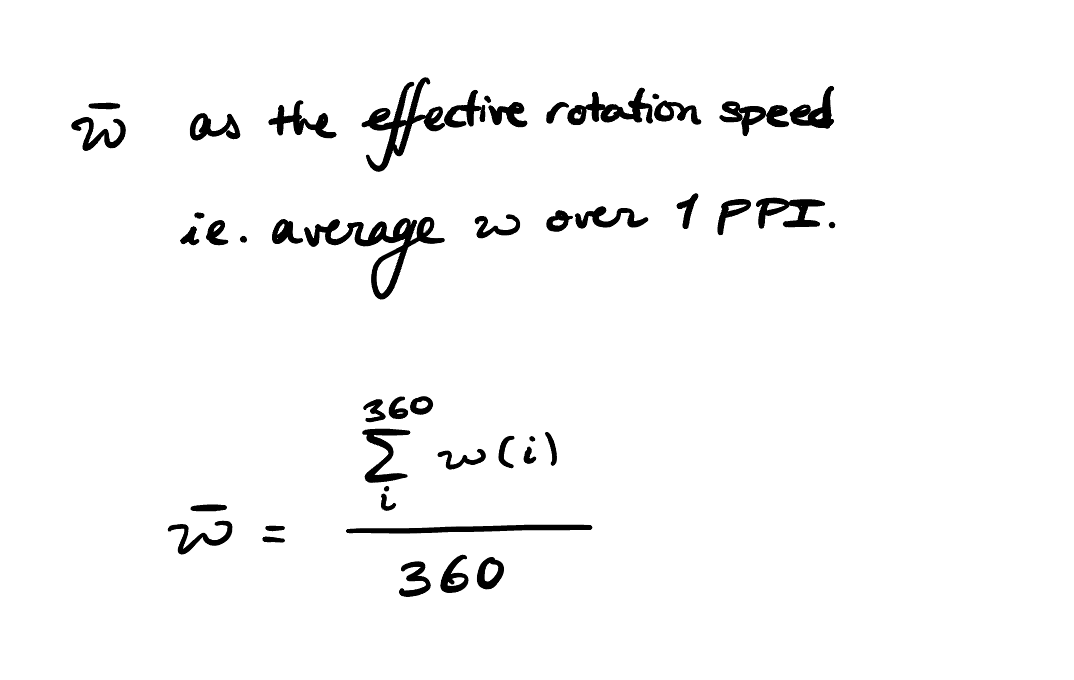 w̄ as the effective rotation speed
ie. average w over 1 PPI.
360
∑ w(i)
i
w̄ =
360